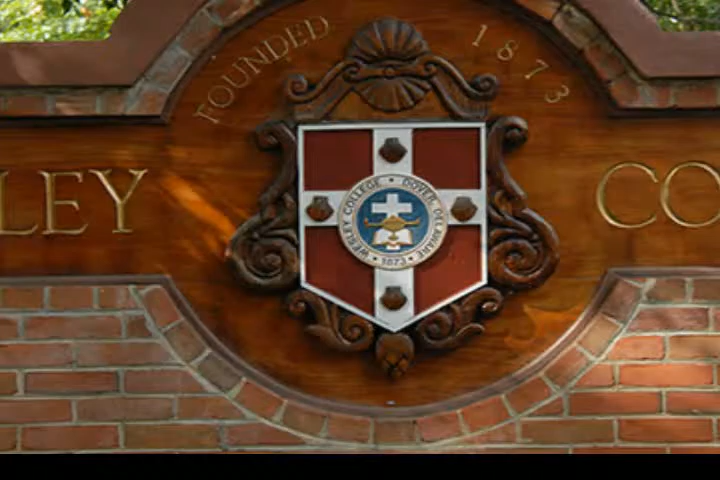 FOUNDED 1873
LEY CO
WESLEY COLLEGE • DOVER, DELAWARE
• 1873 •